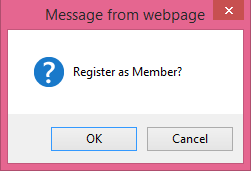 Message from webpage
Register as Member?
OK
Cancel